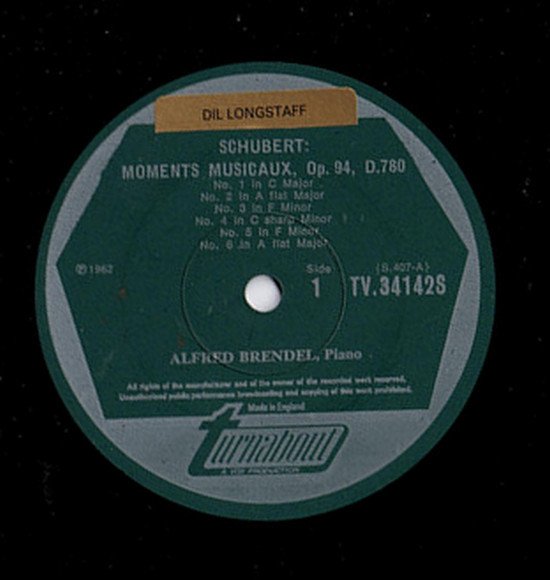 DIL LONGSTAFF
SCHUBERT:
MOMENTS MUSICAUX, Op. 94, D.780
No. 1 in C Major
No. 2 in A flat Major
No. 3 in F Minor
No. 4 in C sharp Minor
No. 5 in F Minor
No. 6 in A flat Major
℗ 1962
Side
1
(S.407-A)
TV.34142S
ALFRED BRENDEL, Piano
All rights of the manufacturer and of the owner of the recorded work reserved.
Unauthorised public performance broadcasting and copying of this work prohibited.
Made in England
turnabout
A VOX PRODUCTION